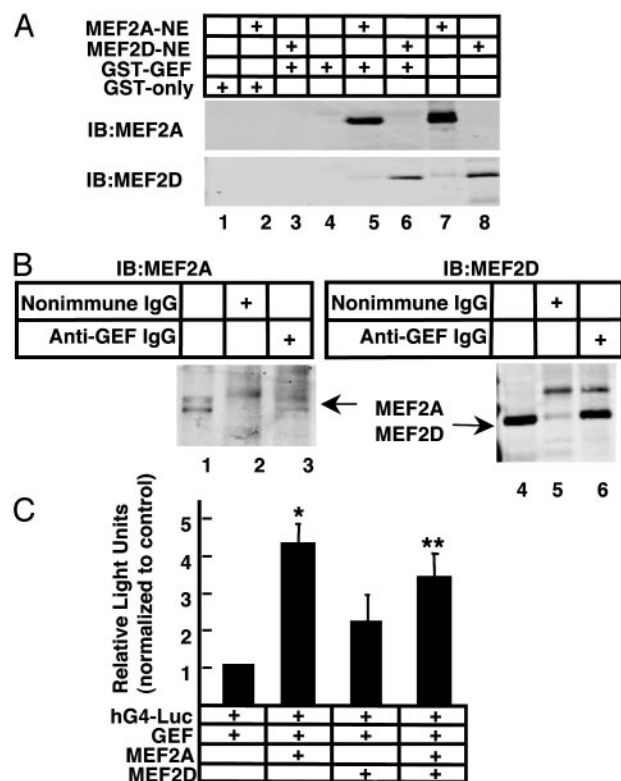 A
MEF2A-NE + + +
MEF2D-NE + + +
GST-GEF + + + +
GST-only + +
IB:MEF2A
IB:MEF2D
1 2 3 4 5 6 7 8
B
IB:MEF2A IB:MEF2D
Nonimmune IgG + Nonimmune IgG +
Anti-GEF IgG + Anti-GEF IgG +
MEF2A
MEF2D
1 2 3 4 5 6
C
Relative Light Units
(normalized to control)
5
4
3
2
1
* **
hG4-Luc + + + +
GEF + + + +
MEF2A + +
MEF2D + +